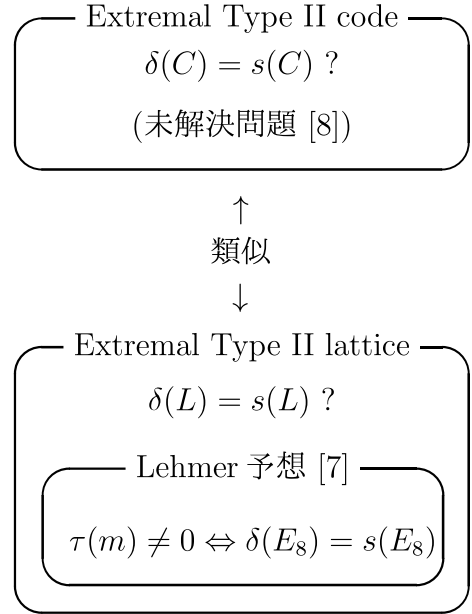 Extremal Type II code
δ(C) = s(C) ?
(未解決問題 [8])
↑
類似
↓
Extremal Type II lattice
δ(L) = s(L) ?
Lehmer 予想 [7]
τ(m) ≠ 0 ⇔ δ(E₈) = s(E₈)